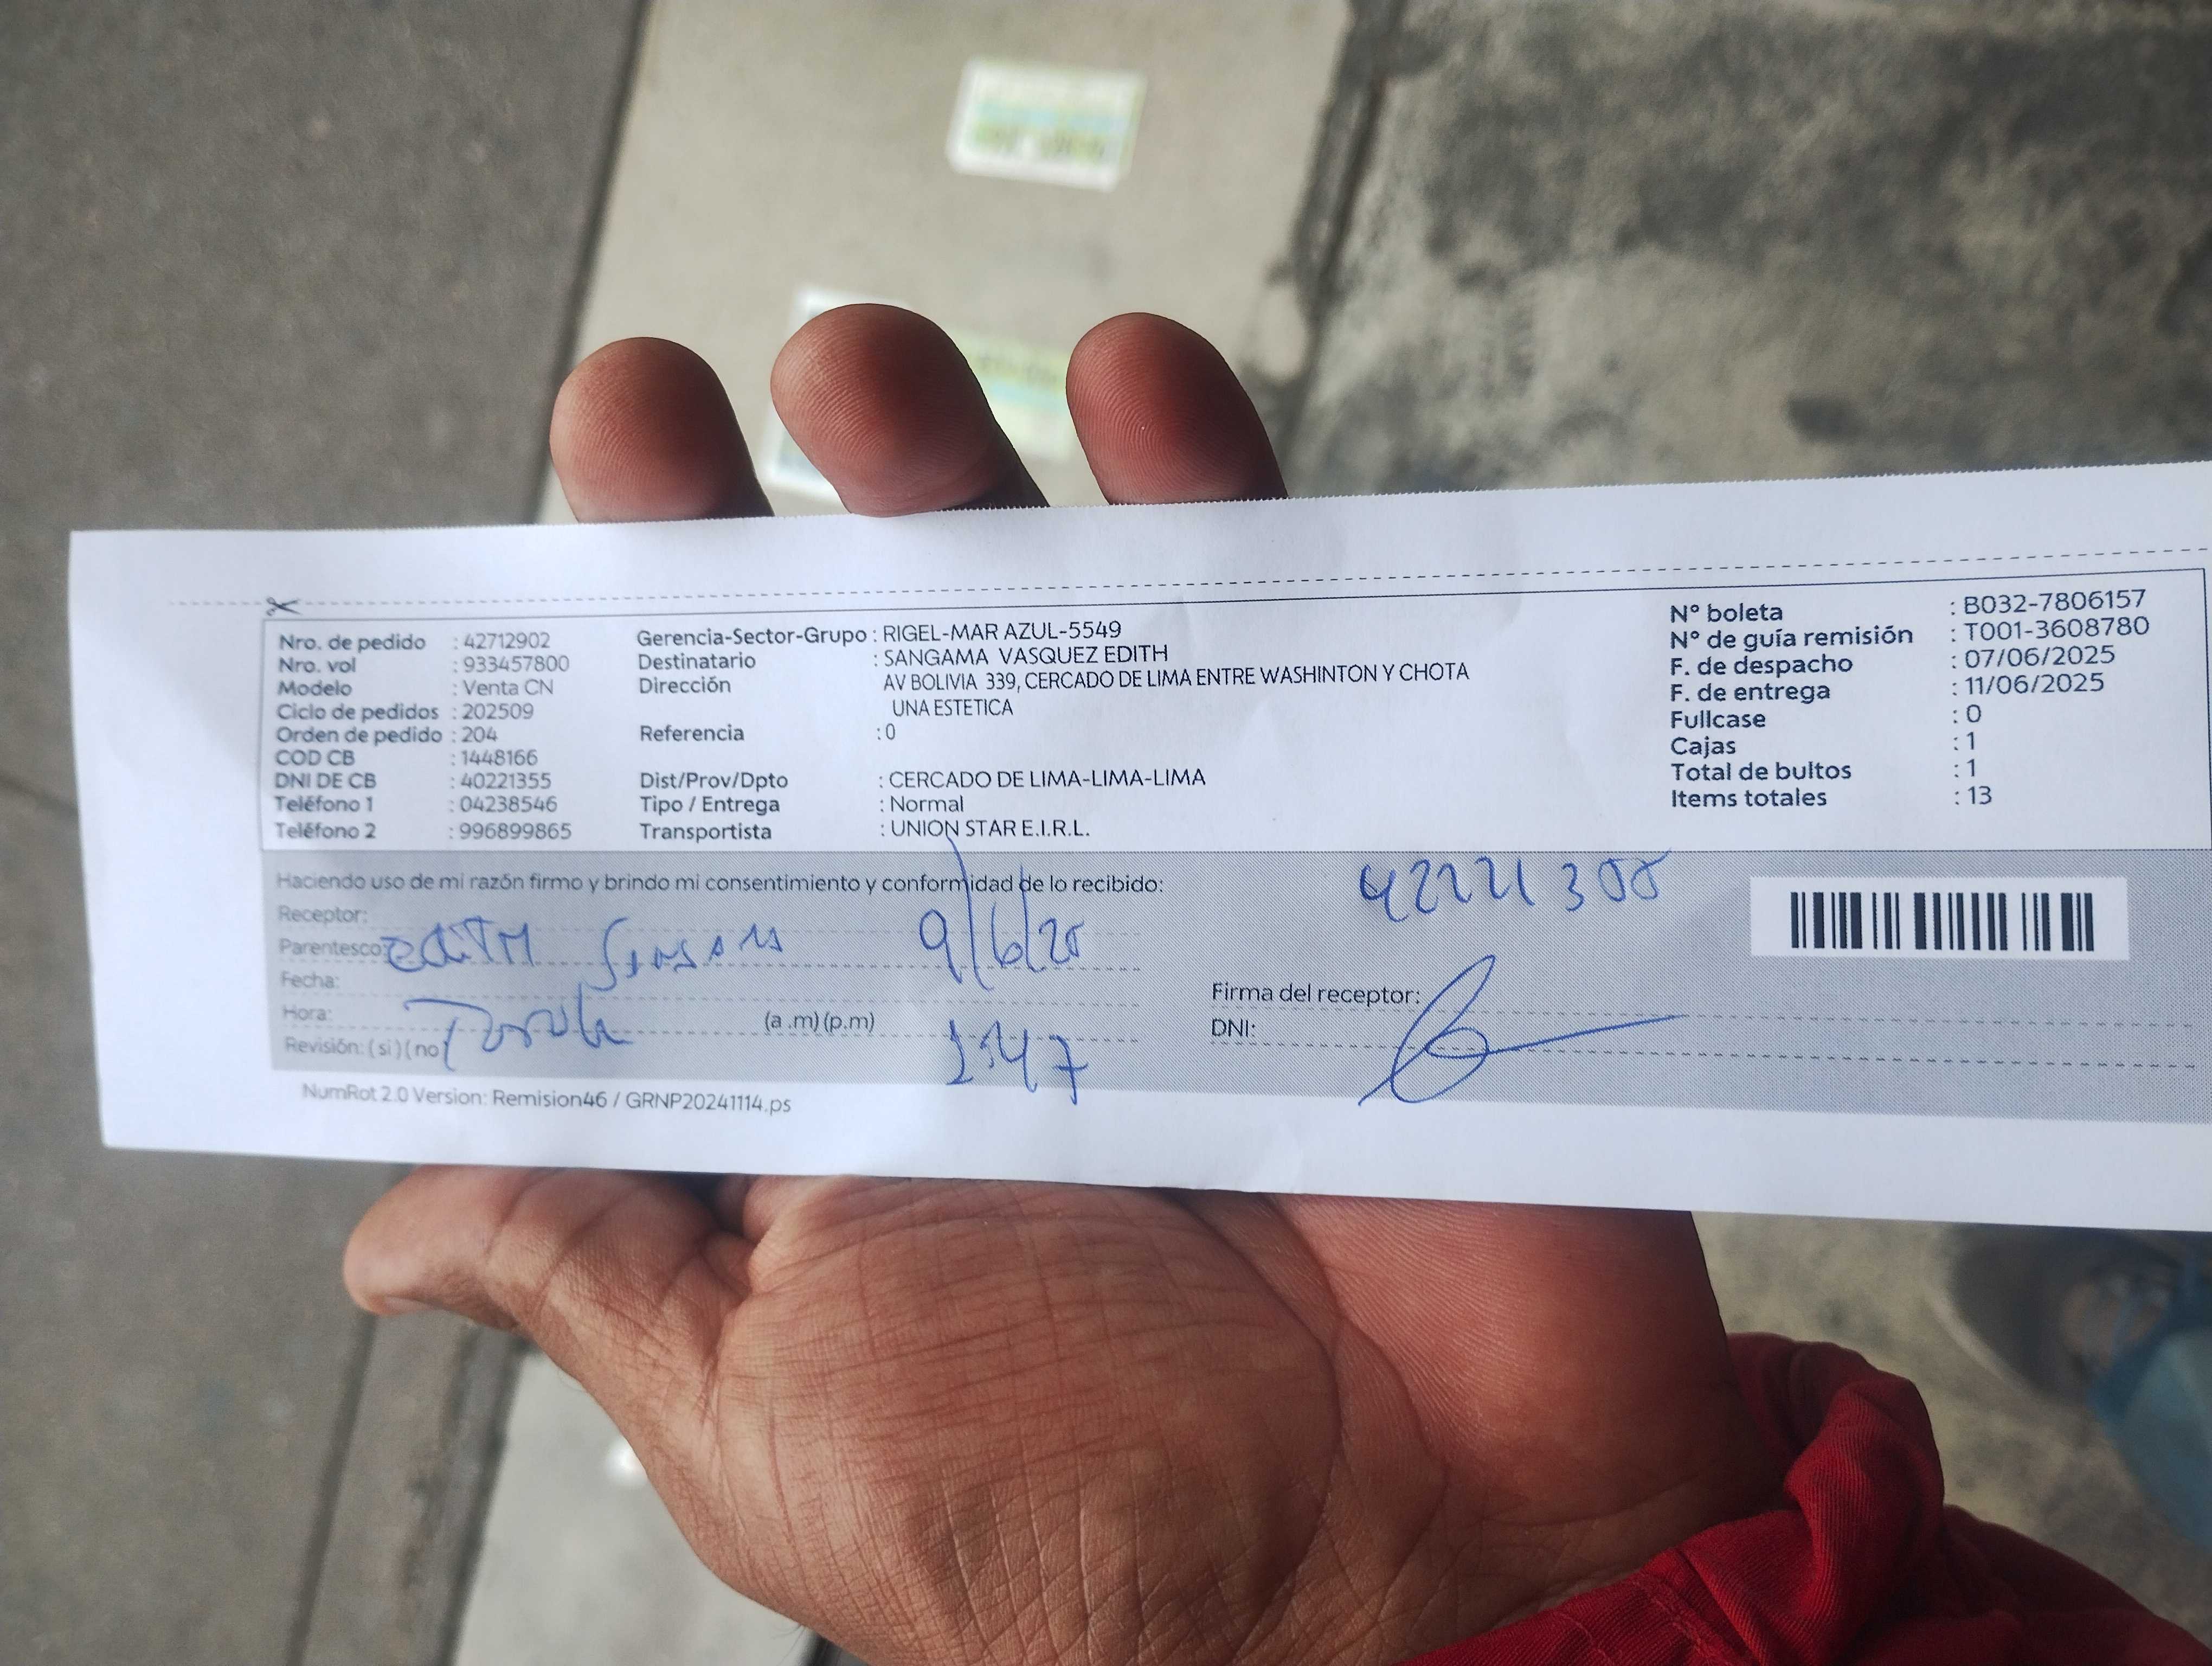 Nro. de pedido : 42712902 Gerencia-Sector-Grupo : RIGEL-MAR AZUL-5549 N° boleta : B032-7806157
Nro. vol : 933457800 Destinatario : SANGAMA VASQUEZ EDITH N° de guía remisión : T001-3608780
Modelo : Venta CN Dirección AV BOLIVIA 339, CERCADO DE LIMA ENTRE WASHINTON Y CHOTA F. de despacho : 07/06/2025
Ciclo de pedidos : 202509 UNA ESTETICA F. de entrega : 11/06/2025
Orden de pedido : 204 Referencia : 0 Fullcase : 0
COD CB : 1448166 Cajas : 1
DNI DE CB : 40221355 Dist/Prov/Dpto : CERCADO DE LIMA-LIMA-LIMA Total de bultos : 1
Teléfono 1 : 04238546 Tipo / Entrega : Normal Items totales : 13
Teléfono 2 : 996899865 Transportista : UNION STAR E.I.R.L.
Haciendo uso de mi razón firmo y brindo mi consentimiento y conformidad de lo recibido:
Receptor:
Parentesco: edith 9/6/25
Fecha:
Hora: (a .m) (p.m) Firma del receptor:
Revisión: ( si ) ( no DNI:
NumRot 2.0 Version: Remision46 / GRNP20241114.ps